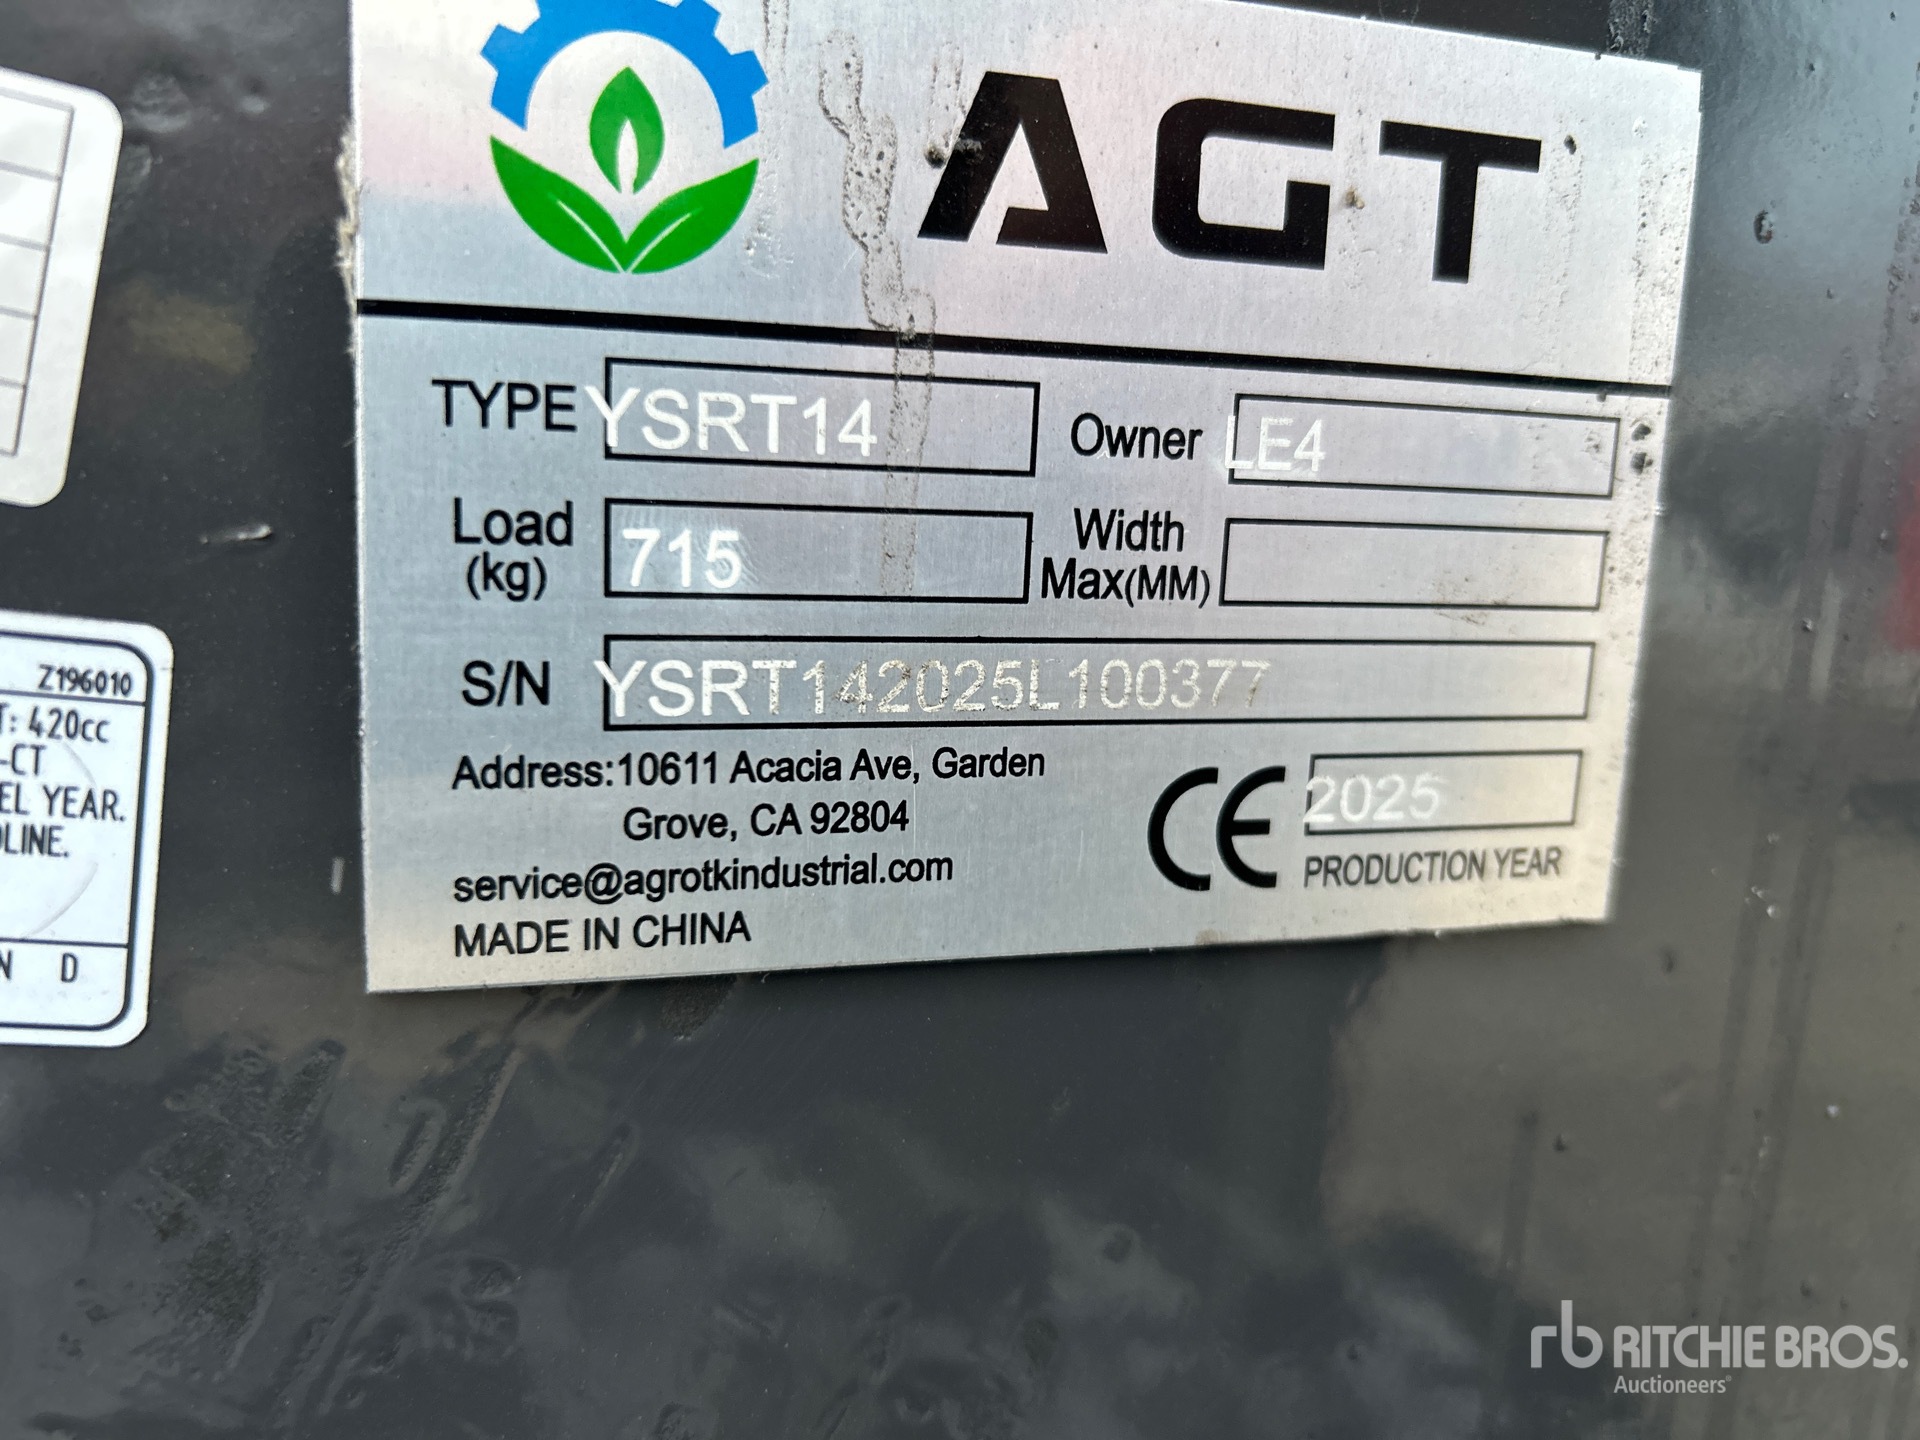 AGT
TYPE YSRT14 Owner LE4
Load (kg) 715 Width Max(MM)
S/N YSRT142025L100377
Address:10611 Acacia Ave, Garden
Grove, CA 92804
service@agrotkindustrial.com
MADE IN CHINA
CE 2025
PRODUCTION YEAR
Z196010
T: 420cc
-CT
EL YEAR.
LINE.
N D
rb RITCHIE BROS.
Auctioneers